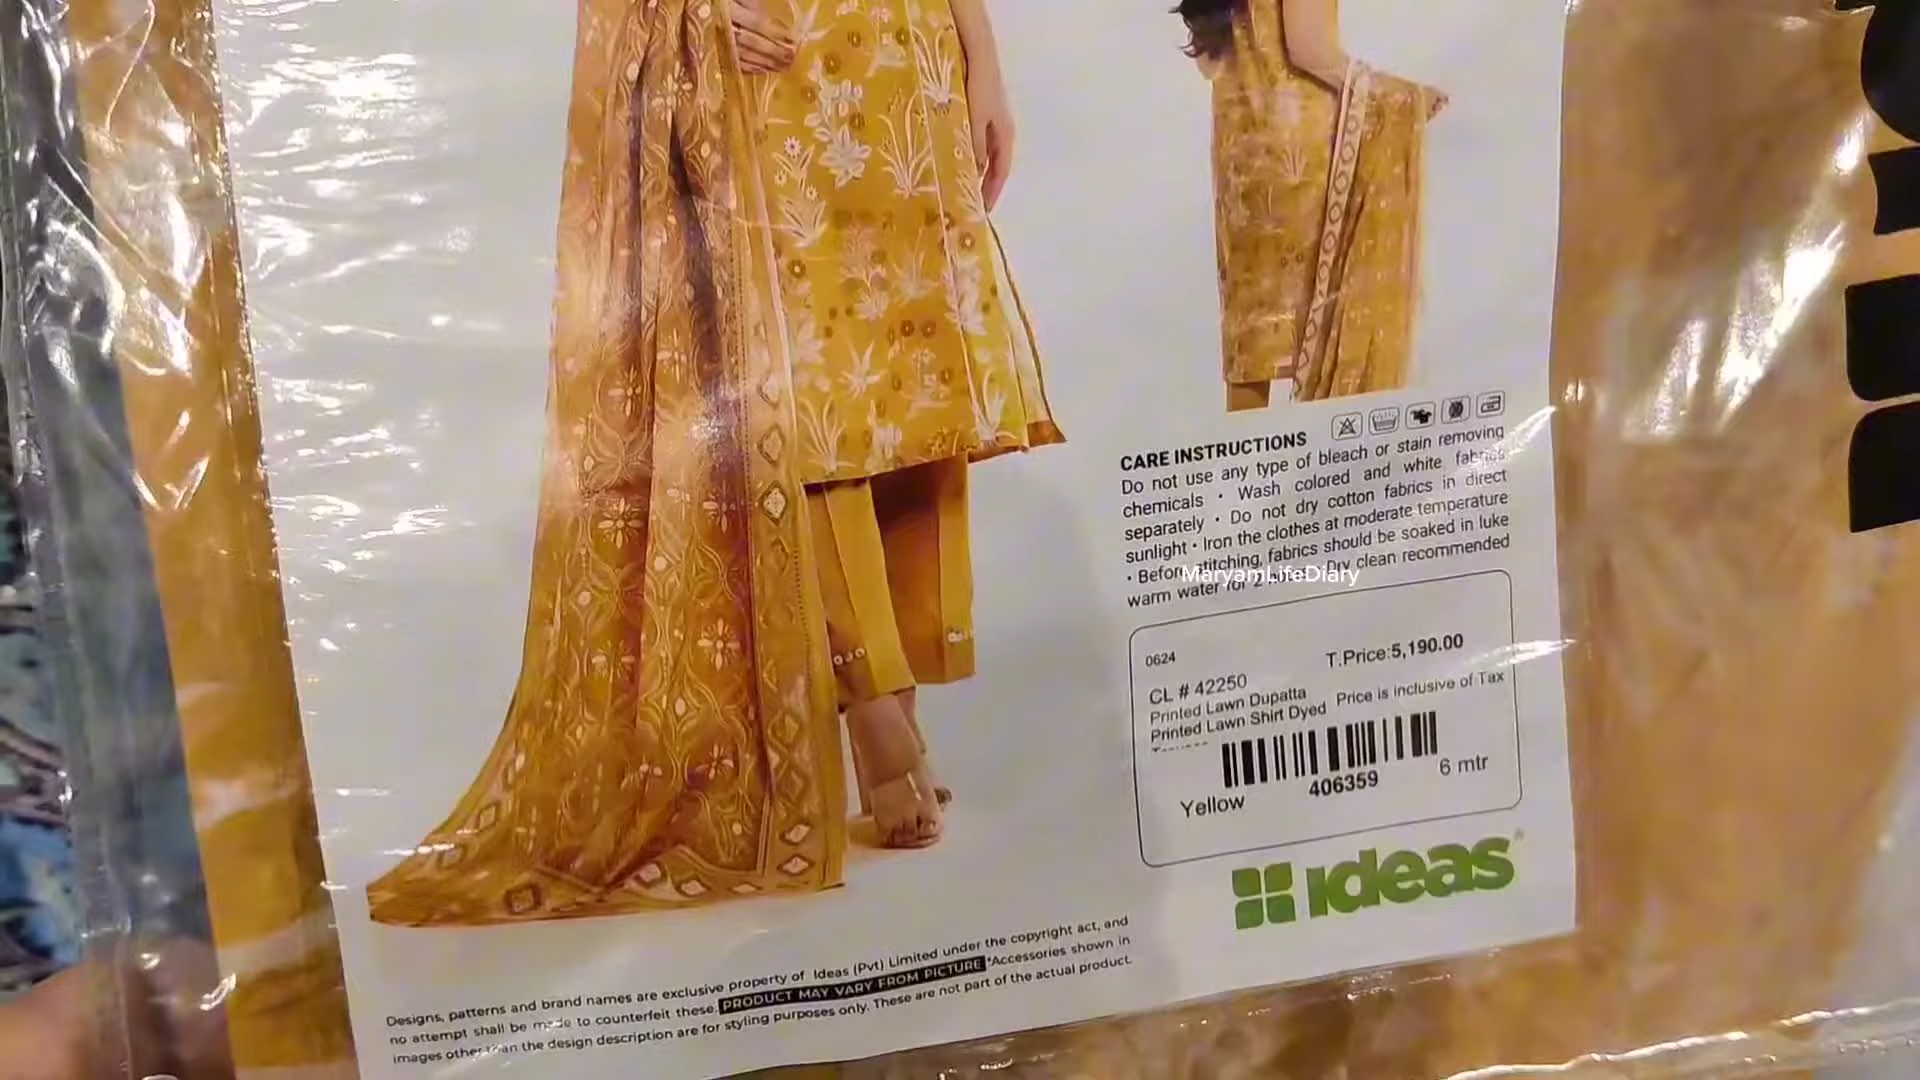 CARE INSTRUCTIONS
Do not use any type of bleach or stain removing
chemicals • Wash colored and white fabrics
separately • Do not dry cotton fabrics in direct
sunlight • Iron the clothes at moderate temperature
• Before stitching, fabrics should be soaked in luke
warm water for 2 • Dry clean recommended
MaryamLifeDiary
0624
T.Price:5,190.00
CL # 42250
Printed Lawn Dupatta
Printed Lawn Shirt Dyed
Price is inclusive of Tax
406359
Yellow
6 mtr
ideas®
Designs, patterns and brand names are exclusive property of Ideas (Pvt) Limited under the copyright act, and
no attempt shall be made to counterfeit these. PRODUCT MAY VARY FROM PICTURE *Accessories shown in
images other than the design description are for styling purposes only. These are not part of the actual product.